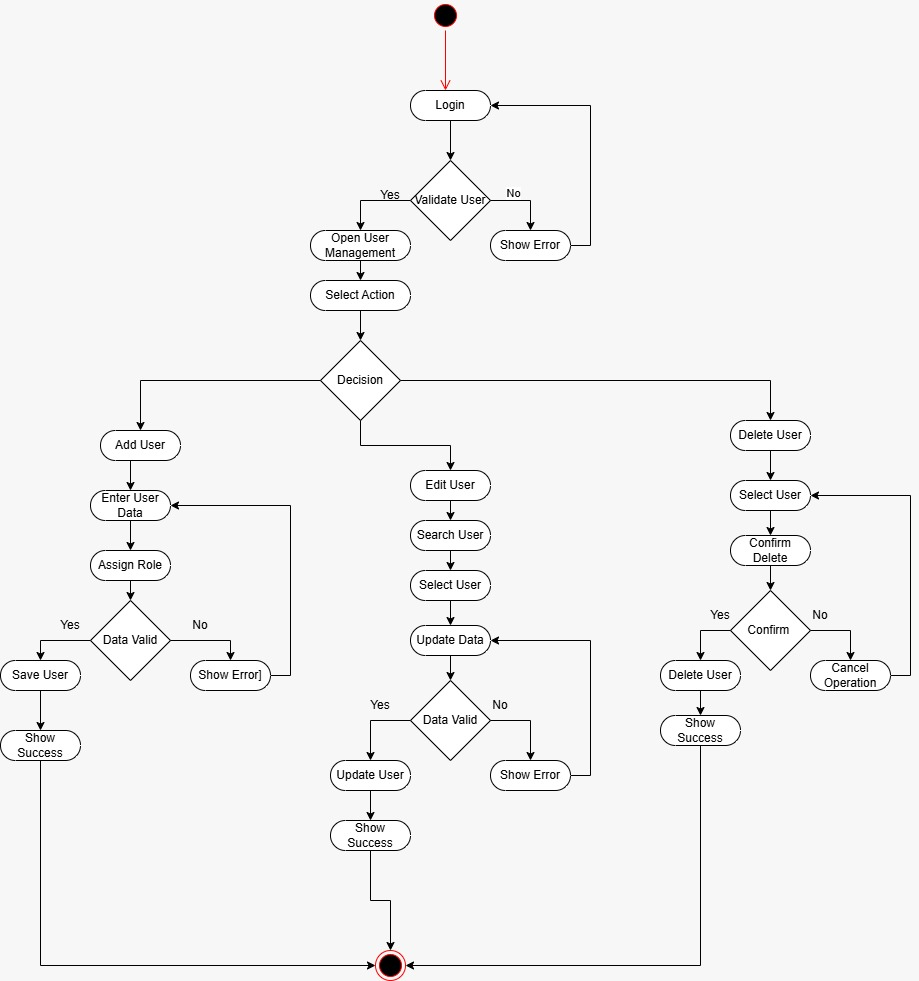 Login
Validate User
Yes
No
Open User
Management
Show Error
Select Action
Decision
Add User
Enter User
Data
Assign Role
Data Valid
Yes
No
Save User
Show Error]
Show
Success
Edit User
Search User
Select User
Update Data
Data Valid
Yes
No
Update User
Show Error
Show
Success
Delete User
Select User
Confirm
Delete
Confirm
Yes
No
Delete User
Cancel
Operation
Show
Success